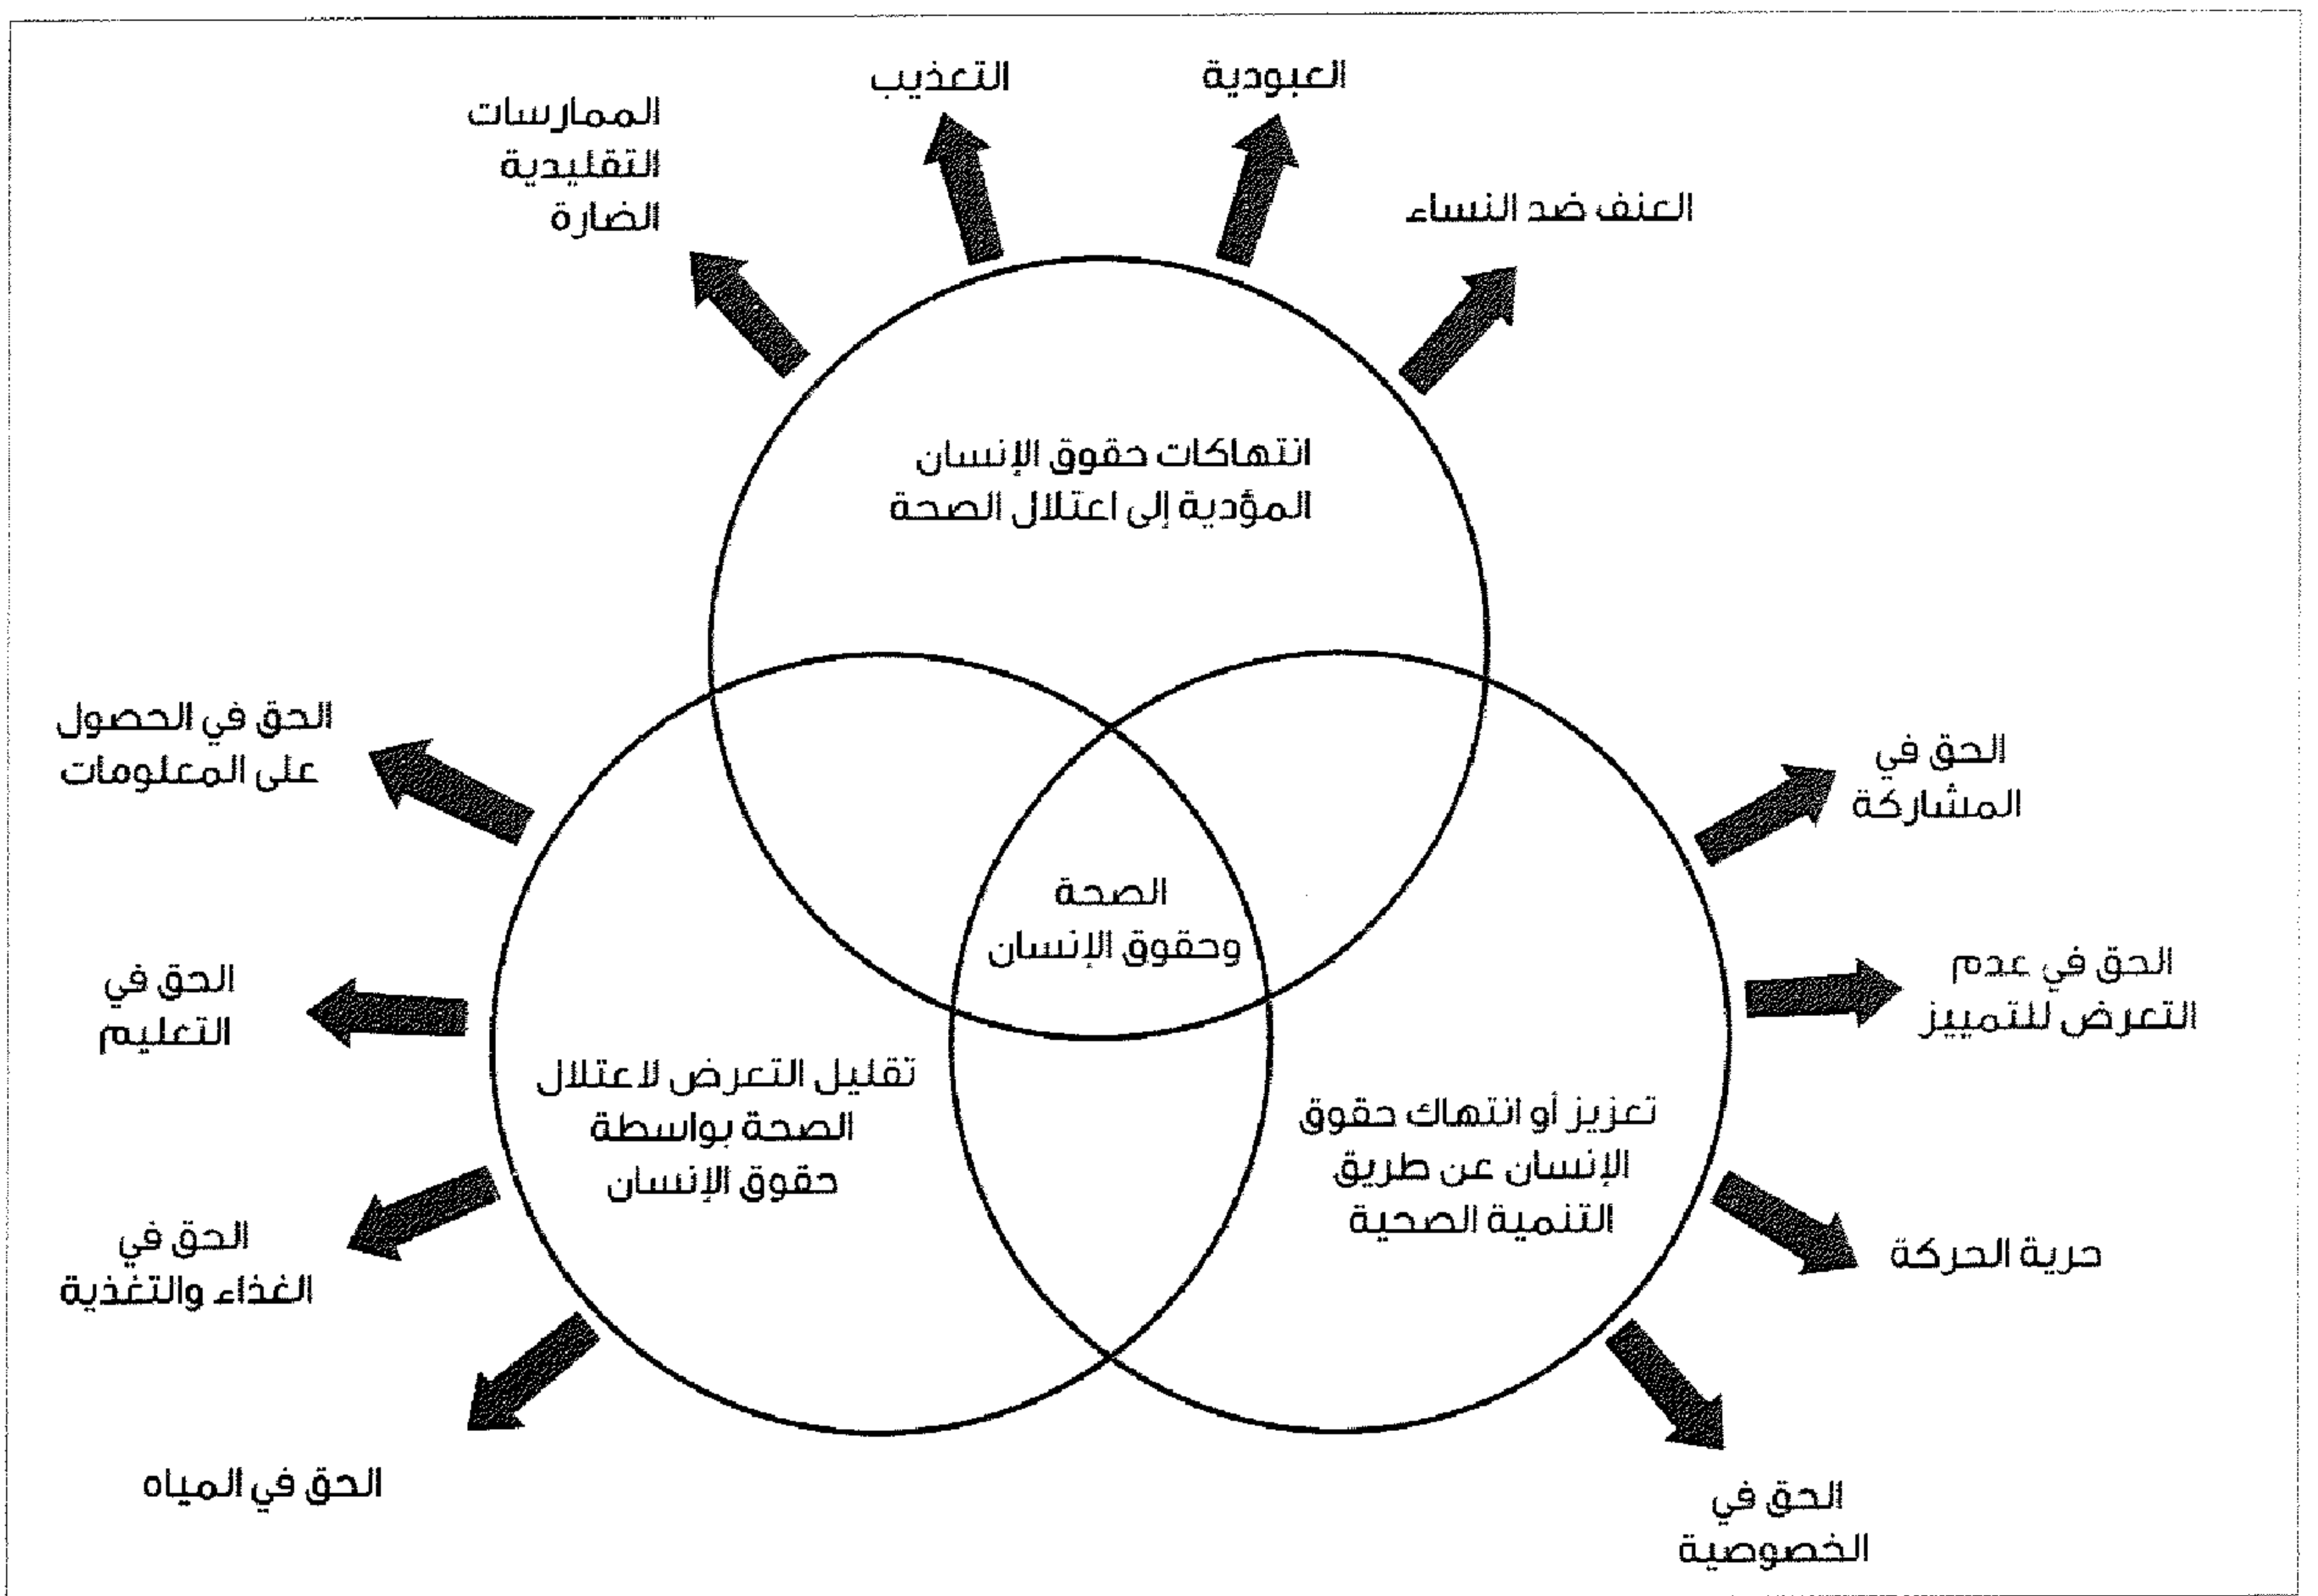 العبودية
التعذيب
الممارسات
التقليدية
الضارة
العنف ضد النساء
انتهاكات حقوق الإنسان
المؤدية إلى اعتلال الصحة
الحق في
المشاركة
الحق في عدم
التعرض للتمييز
حرية الحركة
الحق في
الخصوصية
الصحة
وحقوق الإنسان
تعزيز أو انتهاك حقوق
الإنسان عن طريق
التنمية الصحية
تقليل التعرض لاعتلال
الصحة بواسطة
حقوق الإنسان
الحق في الحصول
على المعلومات
الحق في
التعليم
الحق في
الغذاء والتغذية
الحق في المياه